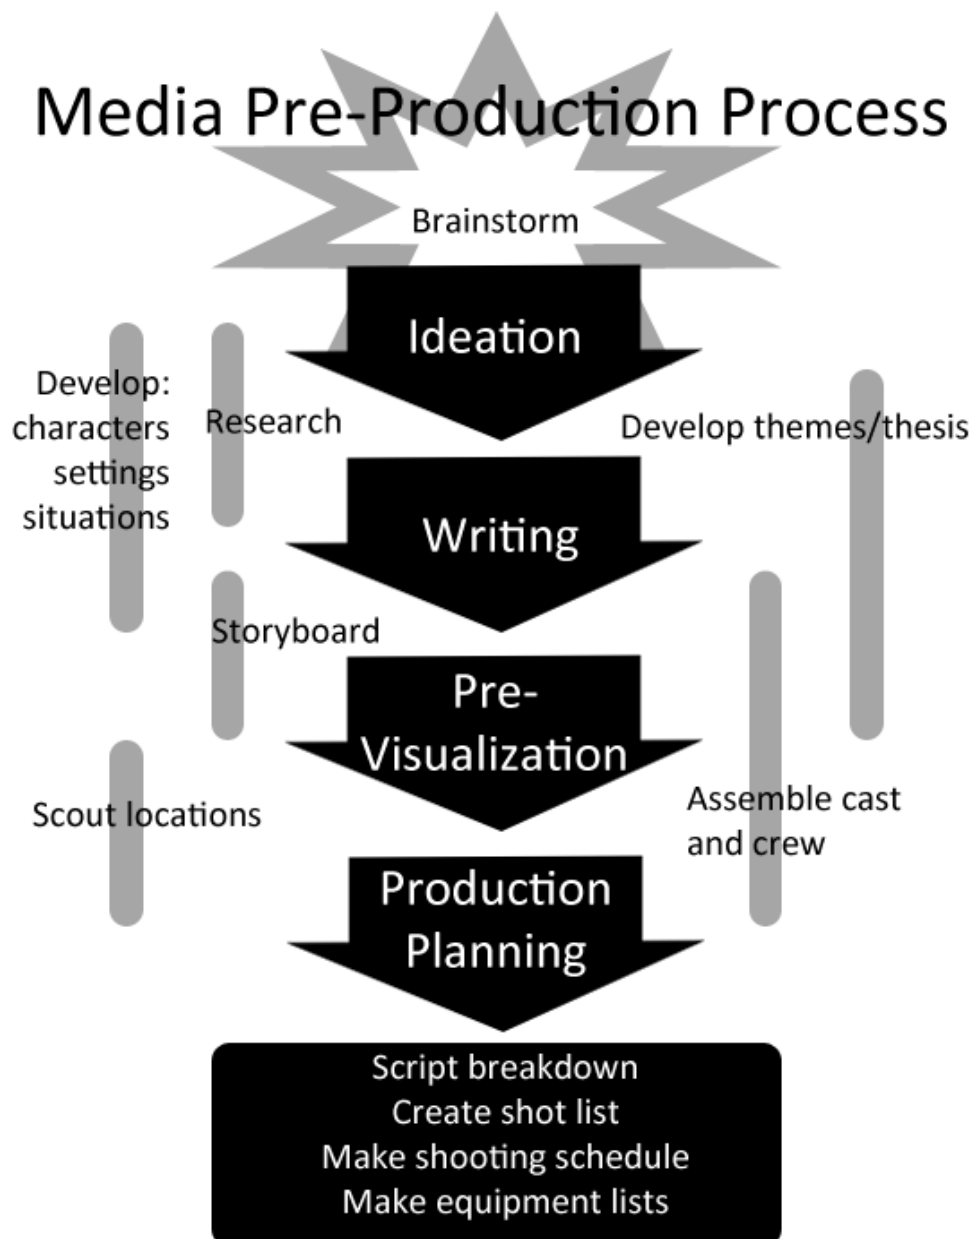 Media Pre-Production Process
Brainstorm
Ideation
Develop:
characters
settings
situations
Research
Develop themes/thesis
Writing
Storyboard
Pre-
Visualization
Scout locations
Assemble cast
and crew
Production
Planning
Script breakdown
Create shot list
Make shooting schedule
Make equipment lists